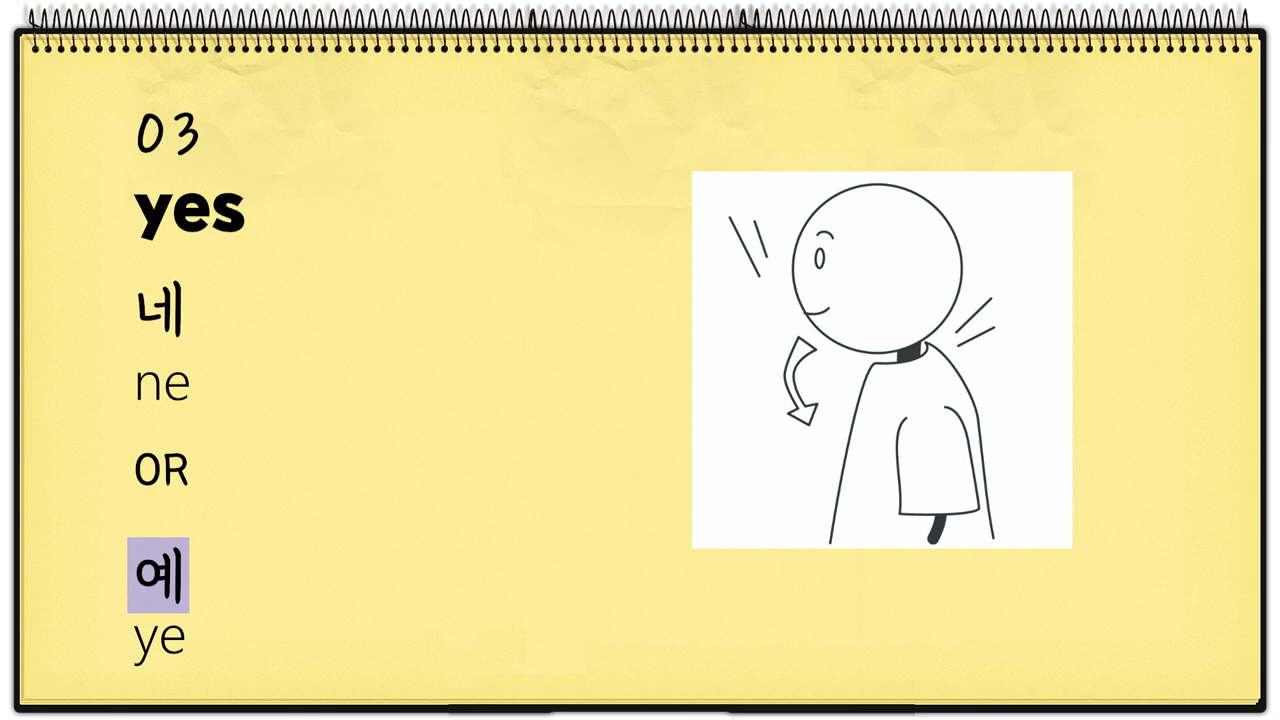 03
yes
네
ne
OR
예
ye